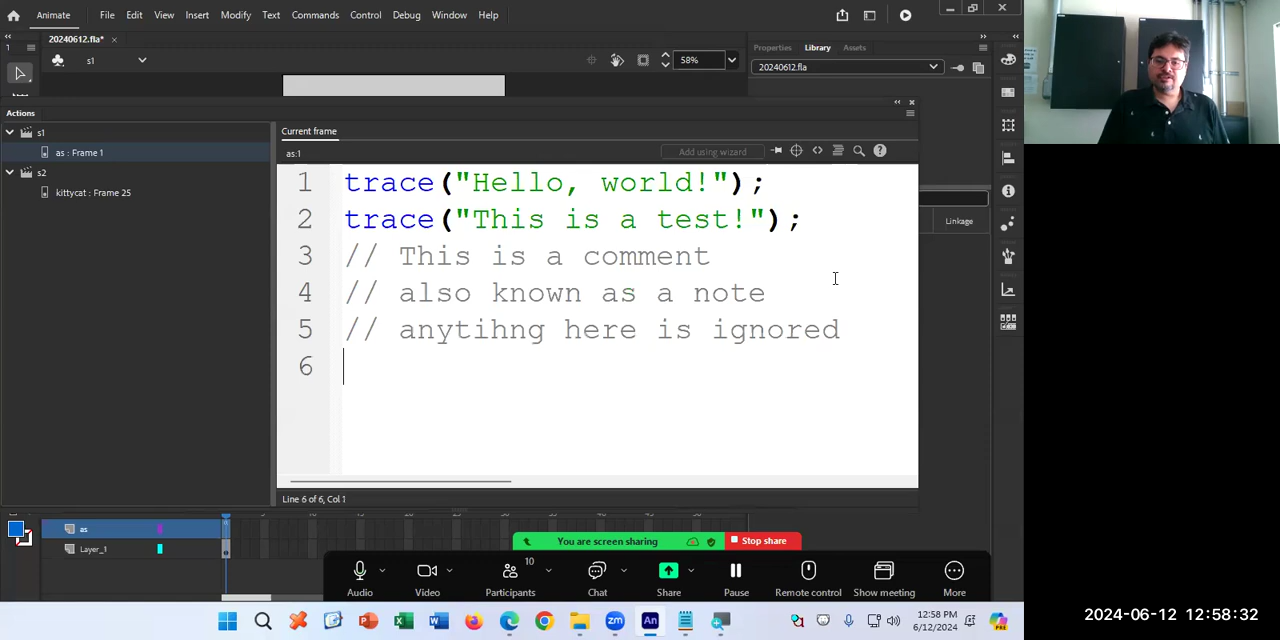 Animate File Edit View Insert Modify Text Commands Control Debug Window Help
20240612.fla*
s1
58%
Properties Library Assets
20240612.fla
Linkage
Actions
s1
as : Frame 1
s2
kittycat : Frame 25
Current frame
as:1
Add using wizard
1 trace("Hello, world!");
2 trace("This is a test!");
3 // This is a comment
4 // also known as a note
5 // anytihng here is ignored
6
Line 6 of 6, Col 1
as
Layer_1
You are screen sharing Stop share
10
Audio Video Participants Chat Share Pause Remote control Show meeting More
12:58 PM
6/12/2024
2024-06-12 12:58:32